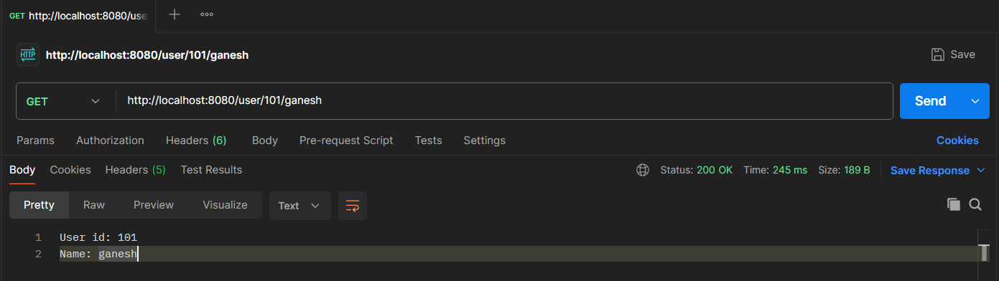 GET http://localhost:8080/use
HTTP http://localhost:8080/user/101/ganesh Save
GET http://localhost:8080/user/101/ganesh Send
Params Authorization Headers (6) Body Pre-request Script Tests Settings Cookies
Body Cookies Headers (5) Test Results Status: 200 OK Time: 245 ms Size: 189 B Save Response
Pretty Raw Preview Visualize Text
1 User id: 101
2 Name: ganesh